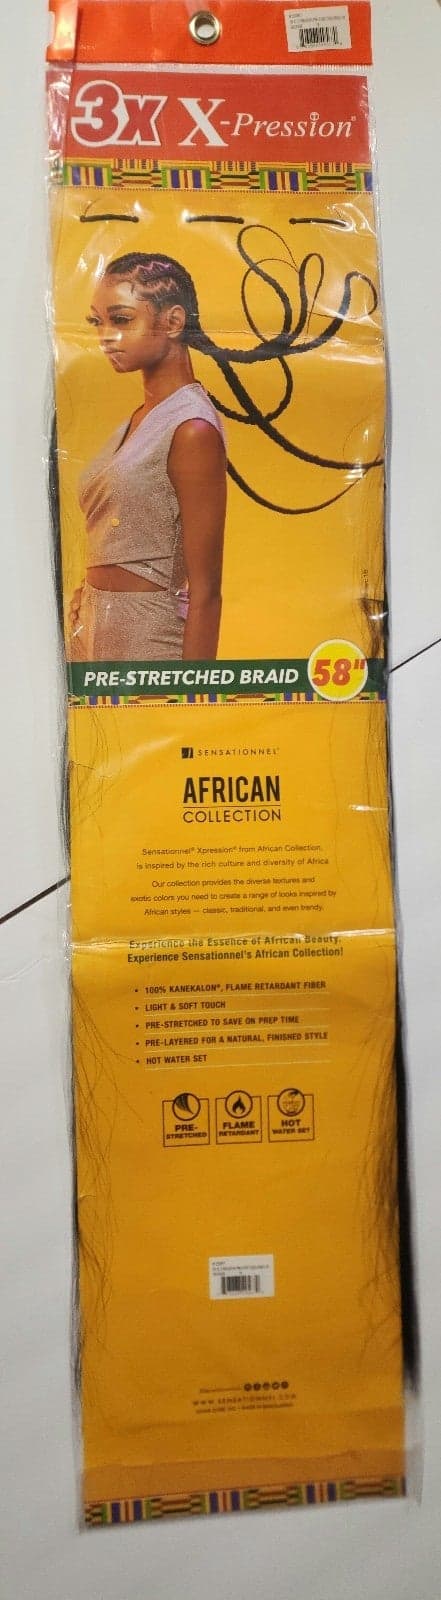 3X X-Pression®
PRE-STRETCHED BRAID 58"
SENSATIONNEL®
AFRICAN
COLLECTION
Sensationnel® Xpression® from African Collection,
is inspired by the rich culture and diversity of Africa
Our collection provides the diverse textures and
exotic colors you need to create a range of looks inspired by
African styles — classic, traditional, and even trendy.
Experience the Essence of African Beauty.
Experience Sensationnel's African Collection!
• 100% KANEKALON®, FLAME RETARDANT FIBER
• LIGHT & SOFT TOUCH
• PRE-STRETCHED TO SAVE ON PREP TIME
• PRE-LAYERED FOR A NATURAL, FINISHED STYLE
• HOT WATER SET
PRE-
STRETCHED
FLAME
RETARDANT
HOT
WATER SET
WWW.SENSATIONNEL.COM